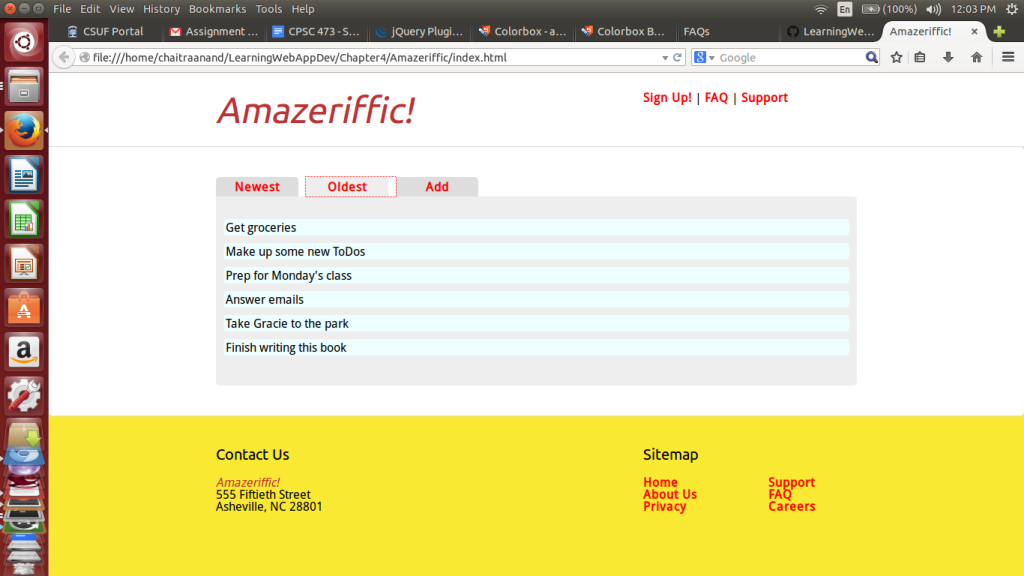 File Edit View History Bookmarks Tools Help
En (100%) 12:03 PM
CSUF Portal Assignment ... CPSC 473 - S... jQuery Plugi... Colorbox - a... Colorbox B... FAQs LearningWe... Amazeriffic!
file:///home/chaitraanand/LearningWebAppDev/Chapter4/Amazeriffic/index.html Google
Amazeriffic!
Sign Up! | FAQ | Support
Newest Oldest Add
Get groceries
Make up some new ToDos
Prep for Monday's class
Answer emails
Take Gracie to the park
Finish writing this book
Contact Us
Amazeriffic!
555 Fiftieth Street
Asheville, NC 28801
Sitemap
Home Support
About Us FAQ
Privacy Careers